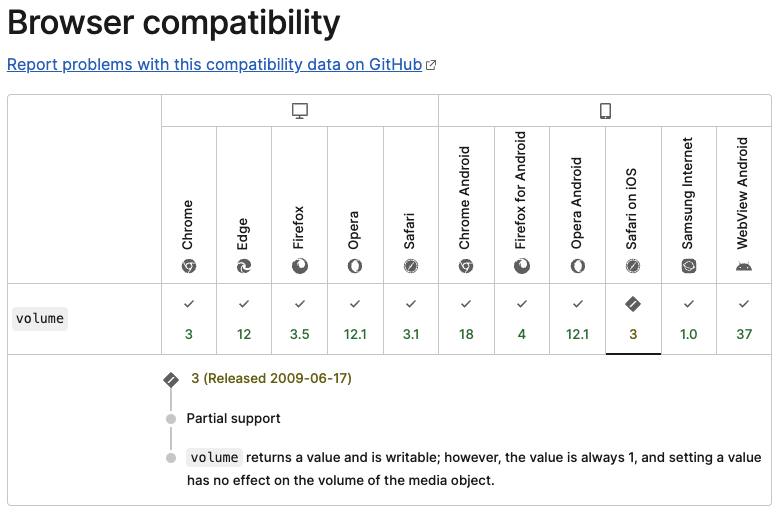 Browser compatibility
Report problems with this compatibility data on GitHub
Chrome
Edge
Firefox
Opera
Safari
Chrome Android
Firefox for Android
Opera Android
Safari on iOS
Samsung Internet
WebView Android
volume
3
12
3.5
12.1
3.1
18
4
12.1
3
1.0
37
3 (Released 2009-06-17)
Partial support
volume returns a value and is writable; however, the value is always 1, and setting a value
has no effect on the volume of the media object.